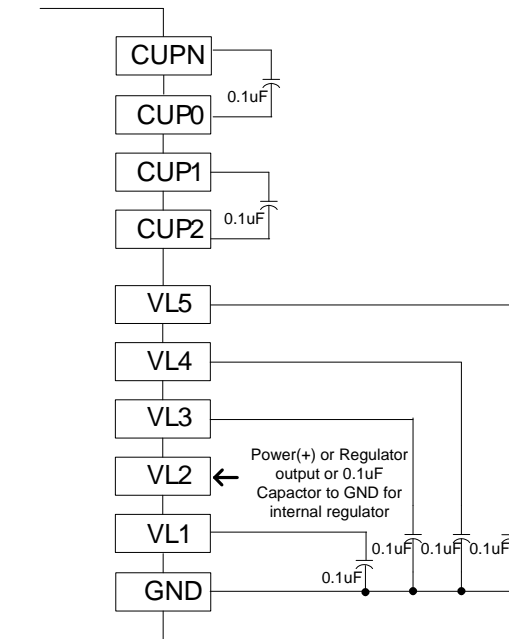 CUPN
0.1uF
CUP0
CUP1
0.1uF
CUP2
VL5
VL4
VL3
VL2
Power(+) or Regulator
output or 0.1uF
Capactor to GND for
internal regulator
VL1
0.1uF
0.1uF
0.1uF
0.1uF
GND